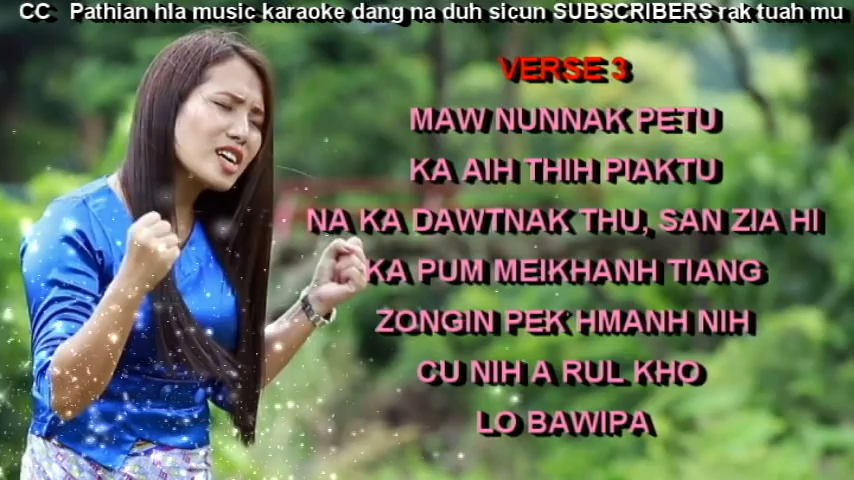 CC Pathian hla music karaoke dang na duh sicun SUBSCRIBERS rak tuah mu
VERSE 3
MAW NUNNAK PETU
KA AIH THIH PIAKTU
NA KA DAWTNAK THU, SAN ZIA HI
KA PUM MEIKHANH TIANG
ZONGIN PEK HMANH NIH
CU NIH A RUL KHO
LO BAWIPA